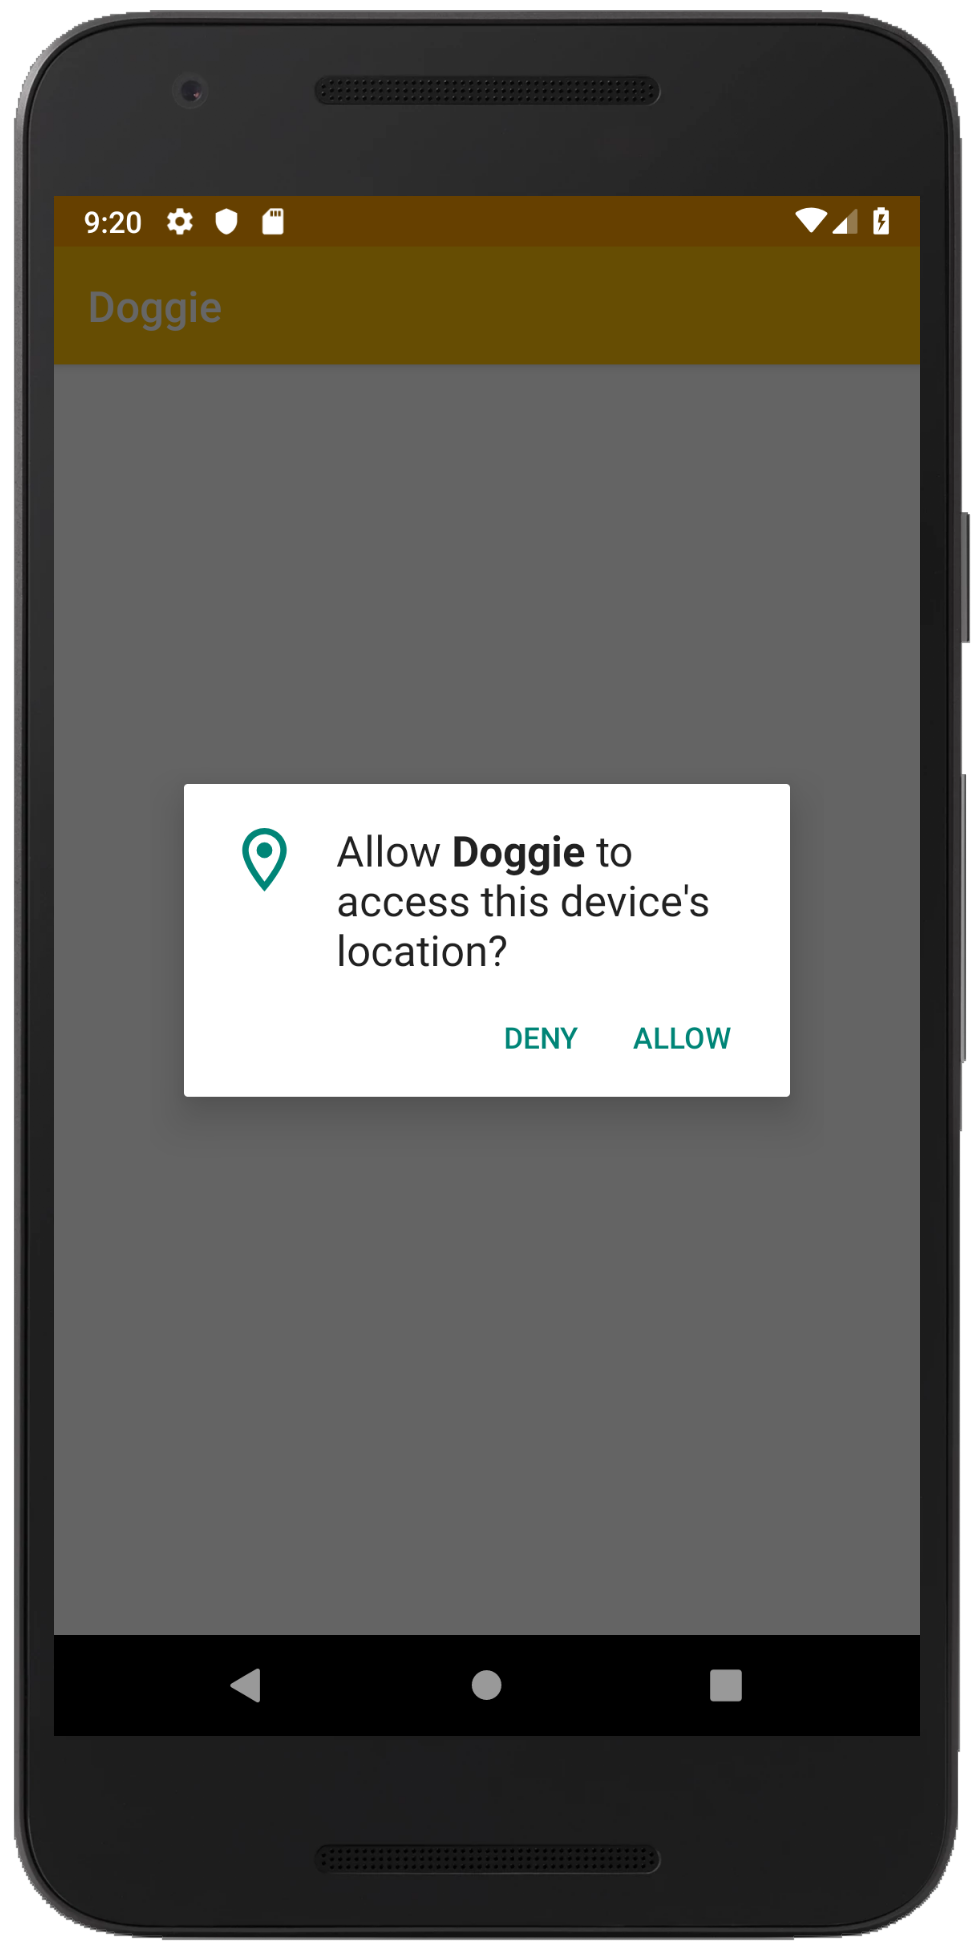 9:20
Doggie
Allow Doggie to
access this device's
location?
DENY ALLOW